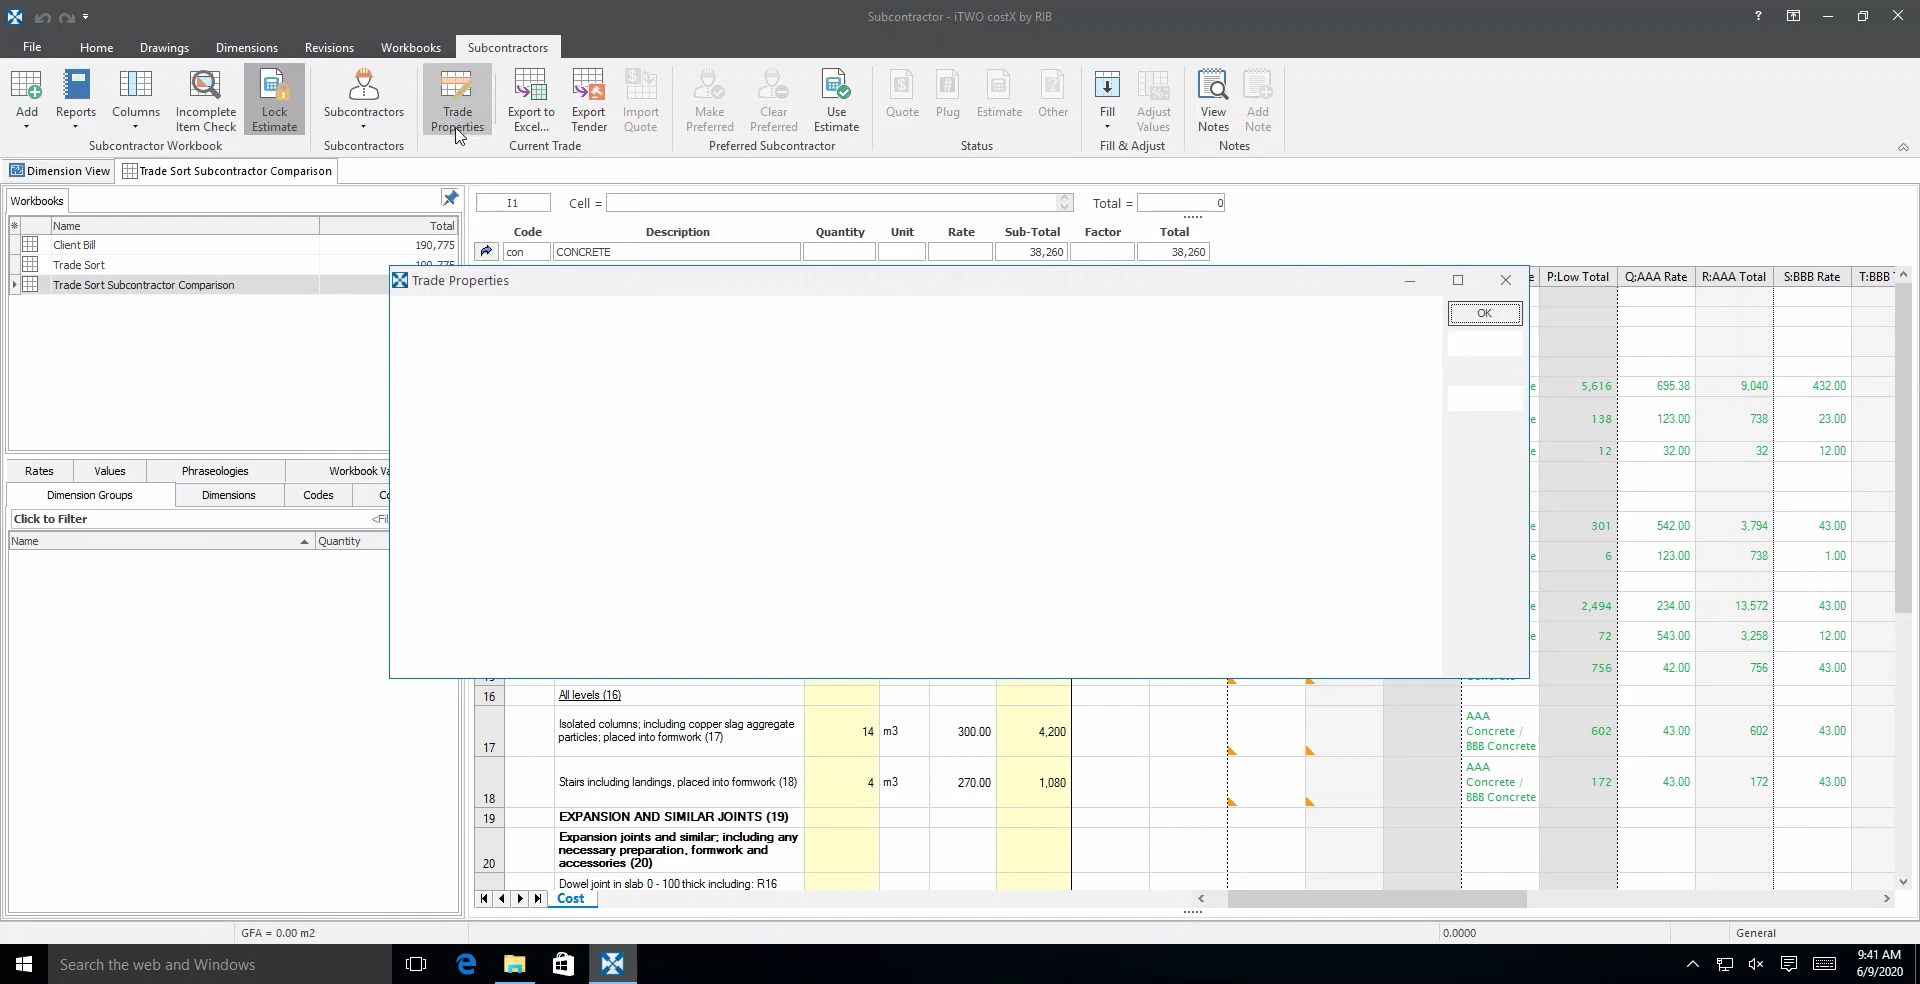 Subcontractor - iTWO costX by RIB
?
File Home Drawings Dimensions Revisions Workbooks Subcontractors
Add Reports Columns Incomplete Item Check Lock Estimate
Subcontractor Workbook
Subcontractors
Subcontractors
Trade Properties Export to Excel... Export Tender Import Quote
Current Trade
Make Preferred Clear Preferred Use Estimate
Preferred Subcontractor
Quote Plug Estimate Other
Status
Fill Adjust Values
Fill & Adjust
View Notes Add Note
Notes
Dimension View Trade Sort Subcontractor Comparison
Workbooks
Name Total
Client Bill 190,775
Trade Sort
Trade Sort Subcontractor Comparison
Rates Values Phraseologies Workbook Va
Dimension Groups Dimensions Codes Co
Click to Filter <Fil
Name Quantity
I1 Cell = Total = 0
Code Description Quantity Unit Rate Sub-Total Factor Total
con CONCRETE 38,260 38,260
Trade Properties
OK
e P:Low Total Q:AAA Rate R:AAA Total S:BBB Rate T:BBB
e 5,616 695.38 9,040 432.00
138 123.00 738 23.00
e 12 32.00 32 12.00
e 301 542.00 3,794 43.00
e 6 123.00 738 1.00
e 2,494 234.00 13,572 43.00
e 72 543.00 3,258 12.00
756 42.00 756 43.00
16 All levels (16)
17 Isolated columns; including copper slag aggregate particles; placed into formwork (17) 14 m3 300.00 4,200 AAA Concrete / BBB Concrete 602 43.00 602 43.00
18 Stairs including landings, placed into formwork (18) 4 m3 270.00 1,080 AAA Concrete / BBB Concrete 172 43.00 172 43.00
19 EXPANSION AND SIMILAR JOINTS (19)
20 Expansion joints and similar; including any necessary preparation, formwork and accessories (20)
Dowel joint in slab 0 - 100 thick including: R16
Cost
GFA = 0.00 m2 0.0000 General
Search the web and Windows
9:41 AM
6/9/2020